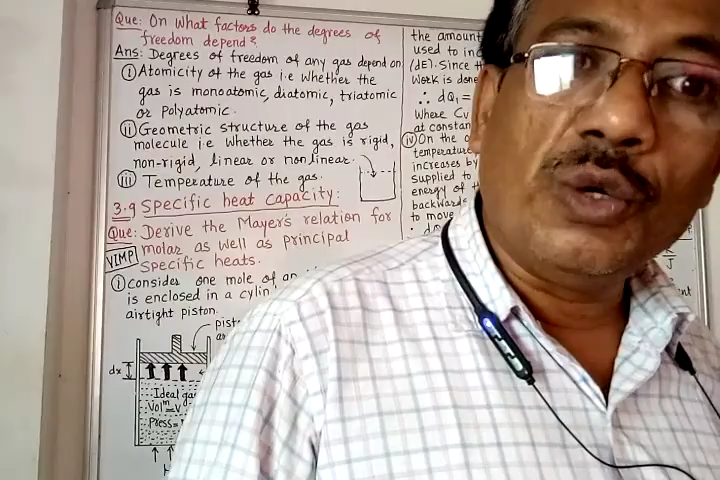 Que: On what factors do the degrees of
freedom depend?
Ans: Degrees of freedom of any gas depend on
(i) Atomicity of the gas i.e whether the
gas is monoatomic, diatomic, triatomic
or Polyatomic.
(ii) Geometric structure of the gas
molecule i.e whether the gas is rigid,
non-rigid, linear or nonlinear.
(iii) Temperature of the gas.
3.9 Specific heat capacity:
Que: Derive the Mayer's relation for
molar as well as principal
VIMP
Specific heats.
(i) consider one mole of an
is enclosed in a cylin
airtight piston.
dx
Ideal ga
Vol^m = V
Press =
the amount
used to in
(dE). Since
Work is done
∴ dQ₁ =
Where Cv
at constan
(iv) On the
temperature
increases by
supplied to
energy of
backwards
to move